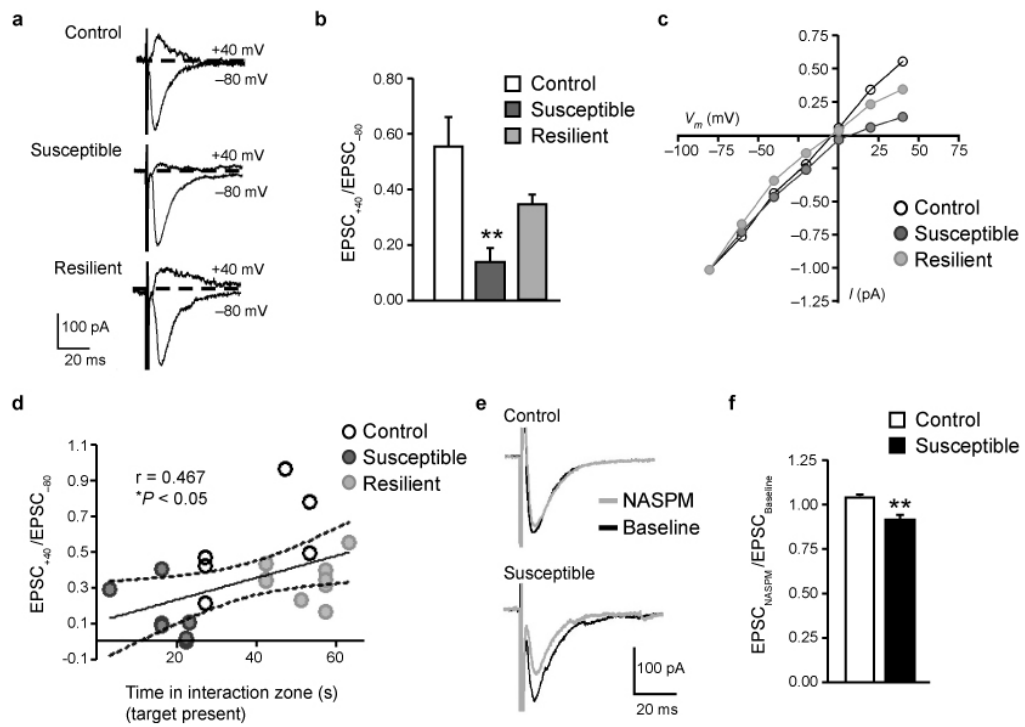 a
Control
+40 mV
–80 mV
Susceptible
+40 mV
–80 mV
Resilient
+40 mV
–80 mV
100 pA
20 ms
b
Control
Susceptible
Resilient
EPSC+40/EPSC–80
0.80
0.60
0.40
0.20
0.00
**
c
Vm (mV)
I (pA)
0.75
0.50
0.25
–0.25
–0.50
–0.75
–1.00
–1.25
–100 –75 –50 –25 0 25 50 75
Control
Susceptible
Resilient
d
Control
Susceptible
Resilient
r = 0.467
*P < 0.05
EPSC+40/EPSC–80
1.1
0.9
0.7
0.5
0.3
0.1
-0.1
20 40 60
Time in interaction zone (s)
(target present)
e
Control
NASPM
Baseline
Susceptible
100 pA
20 ms
f
Control
Susceptible
EPSCNASPM/EPSCBaseline
1.25
1.00
0.75
0.50
0.25
0.00
**